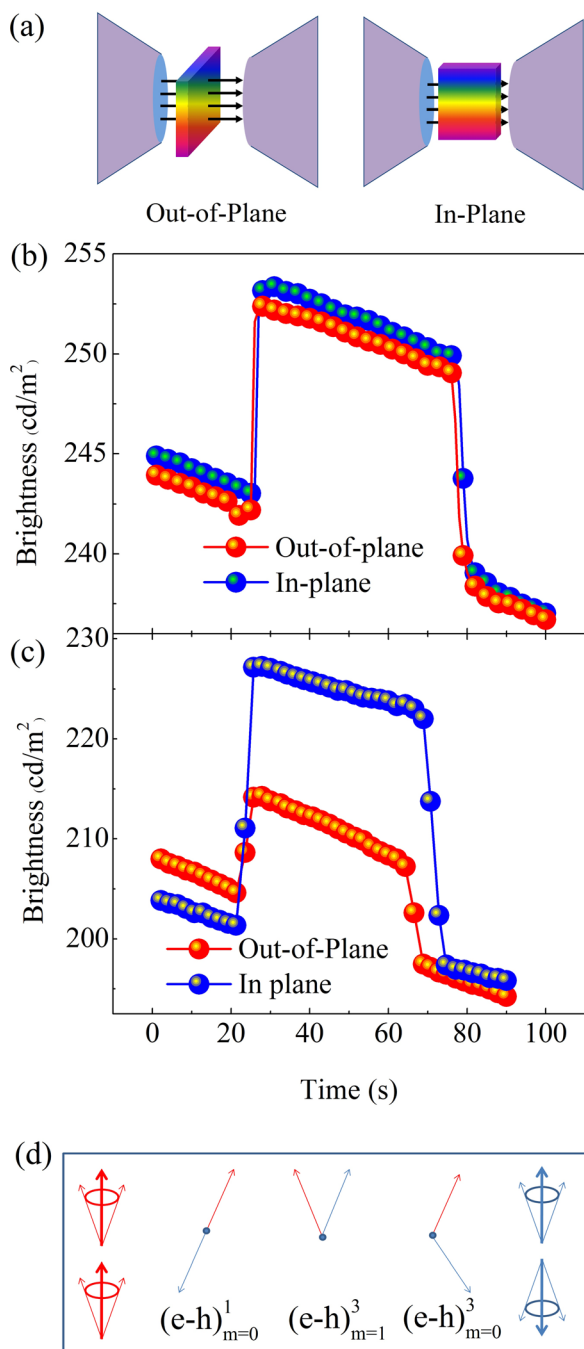 (a)
Out-of-Plane
In-Plane
(b)
255
250
245
240
230
Brightness (cd/m²)
Out-of-plane
In-plane
(c)
220
210
200
Brightness (cd/m²)
Out-of-Plane
In plane
0 20 40 60 80 100
Time (s)
(d)
(e-h)¹ₘ₌₀ (e-h)³ₘ₌₁ (e-h)³ₘ₌₀